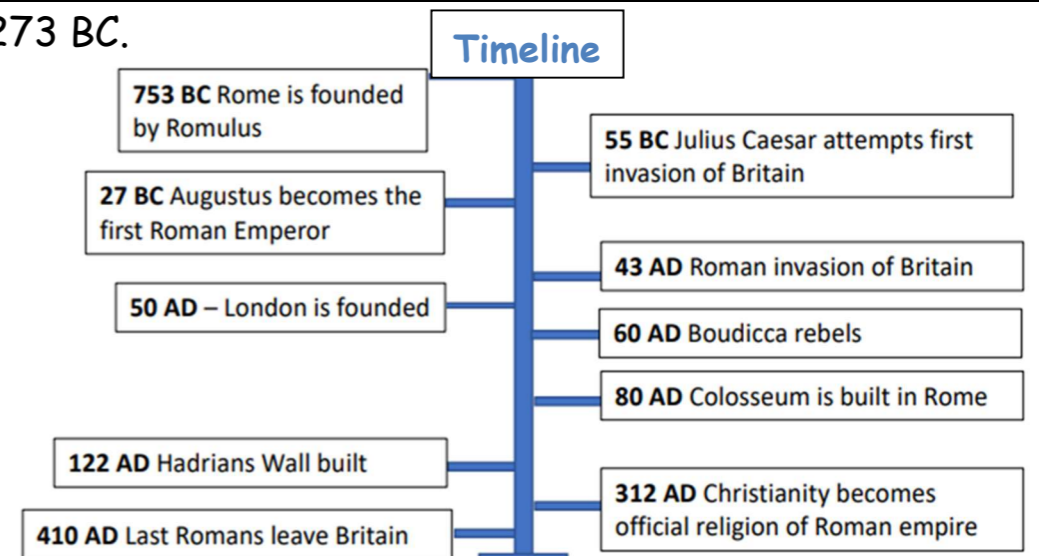 273 BC.
Timeline
753 BC Rome is founded
by Romulus
55 BC Julius Caesar attempts first
invasion of Britain
27 BC Augustus becomes the
first Roman Emperor
43 AD Roman invasion of Britain
50 AD – London is founded
60 AD Boudicca rebels
80 AD Colosseum is built in Rome
122 AD Hadrians Wall built
312 AD Christianity becomes
official religion of Roman empire
410 AD Last Romans leave Britain